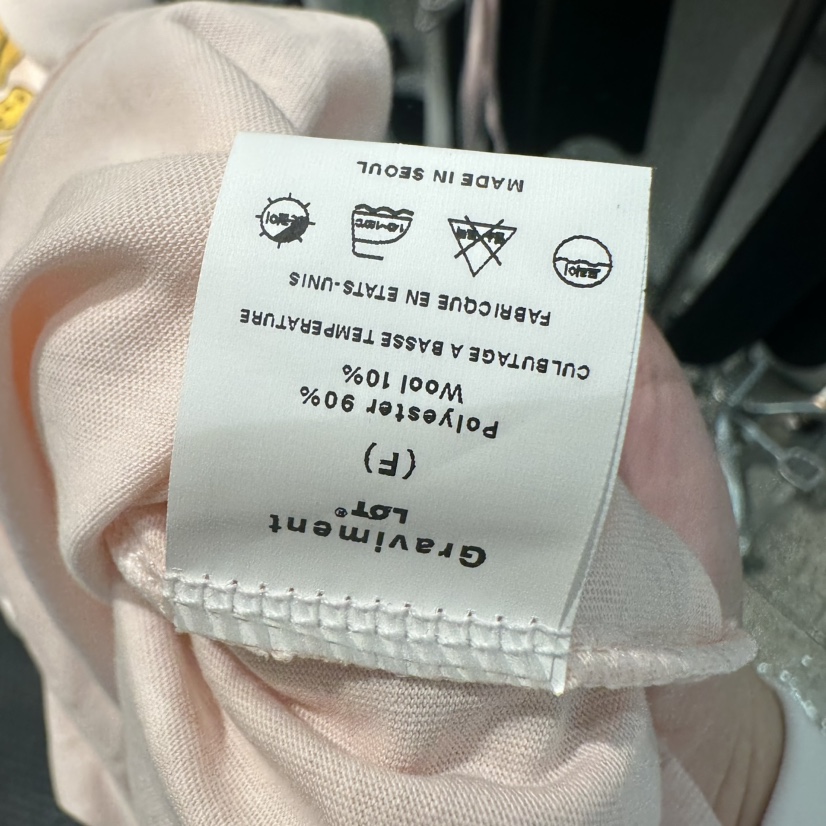 Graviment
LOT®
(F)
Polyester 90%
Wool 10%
CULBUTAGE A BASSE TEMPERATURE
FABRICQUE EN ETATS-UNIS
MADE IN SEOUL